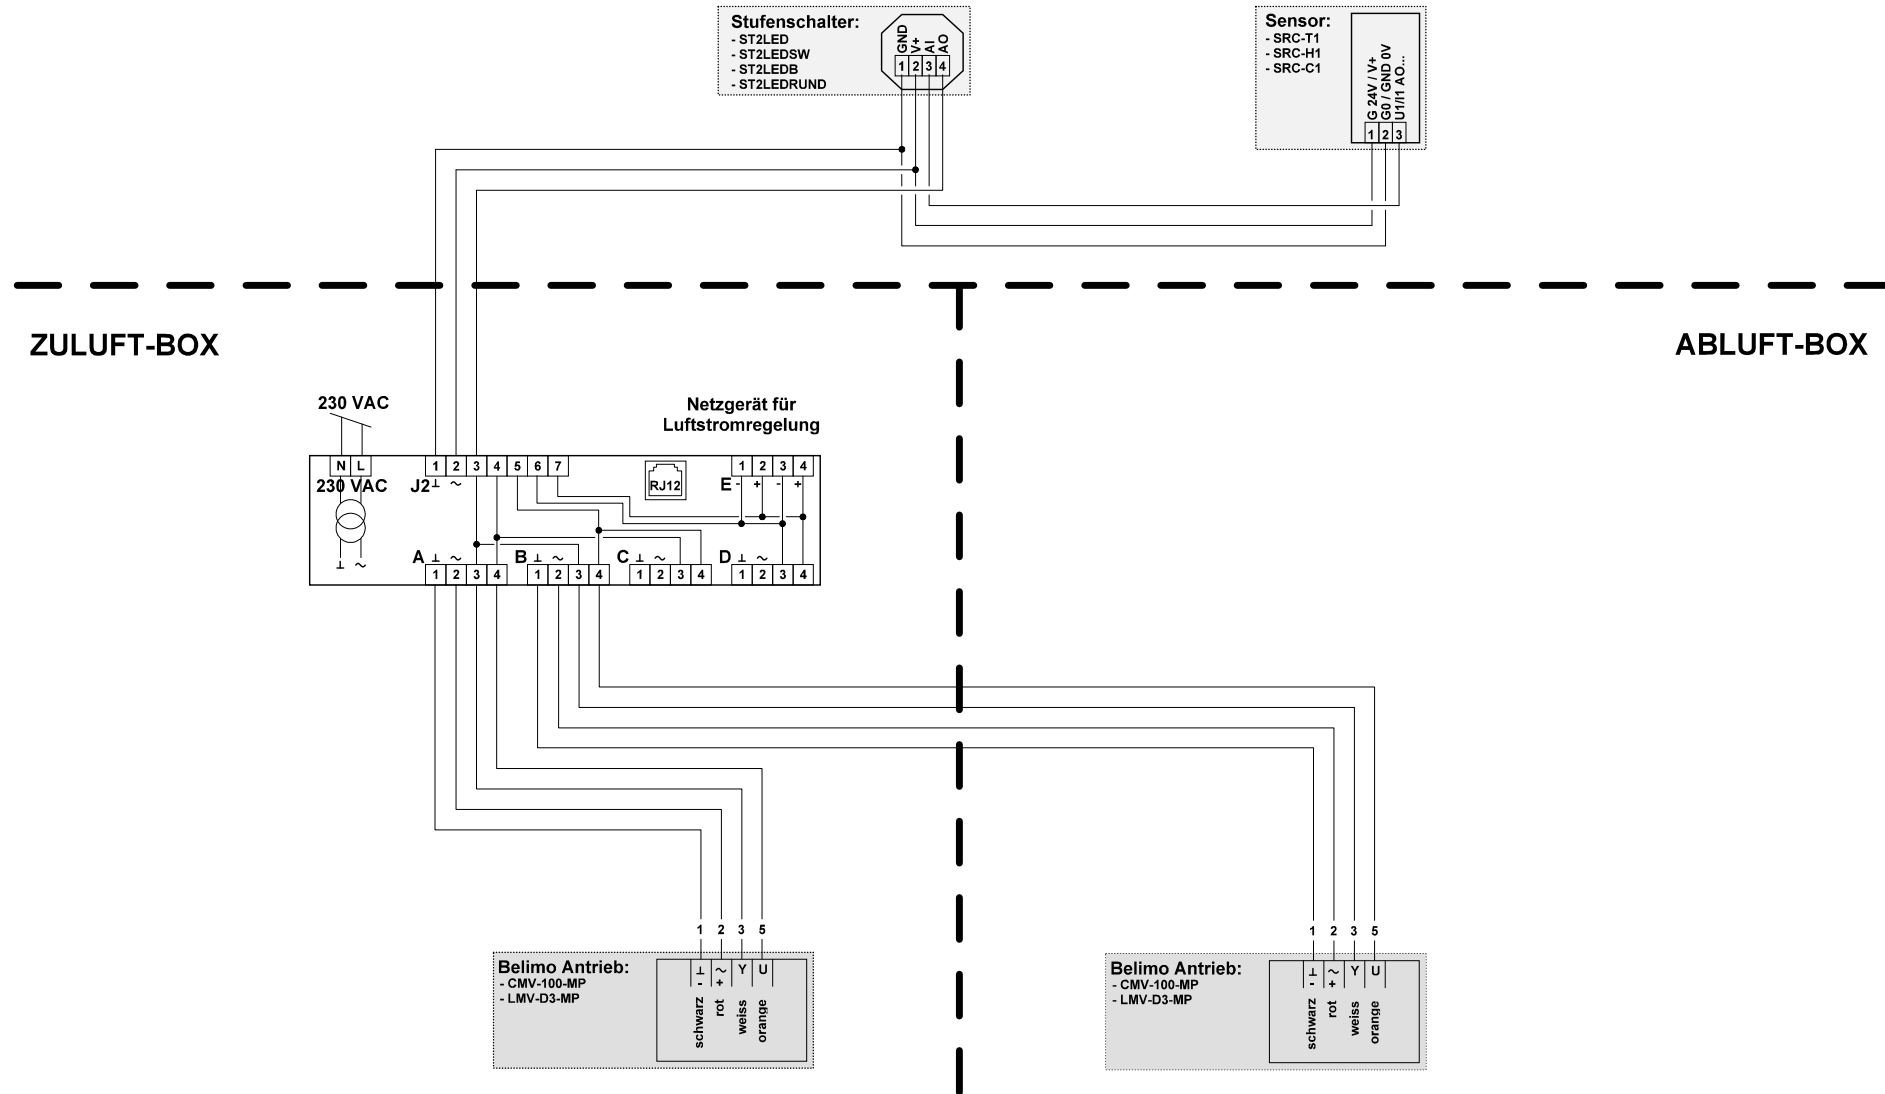 Stufenschalter:
- ST2LED
- ST2LEDSW
- ST2LEDB
- ST2LEDRUND
GND
V+
AI
AO
1 2 3 4
Sensor:
- SRC-T1
- SRC-H1
- SRC-C1
G 24V / V+
G0 / GND 0V
U1/I1 AO...
1 2 3
ZULUFT-BOX
ABLUFT-BOX
230 VAC
Netzgerät für
Luftstromregelung
N L
230 VAC
J2
1 2 3 4 5 6 7
⊥ ~
RJ12
1 2 3 4
E - + - +
⊥ ~
A ⊥ ~
1 2 3 4
B ⊥ ~
1 2 3 4
C ⊥ ~
1 2 3 4
D ⊥ ~
1 2 3 4
1 2 3 5
Belimo Antrieb:
- CMV-100-MP
- LMV-D3-MP
⊥ ~ Y U
- +
schwarz
rot
weiss
orange
1 2 3 5
Belimo Antrieb:
- CMV-100-MP
- LMV-D3-MP
⊥ ~ Y U
- +
schwarz
rot
weiss
orange